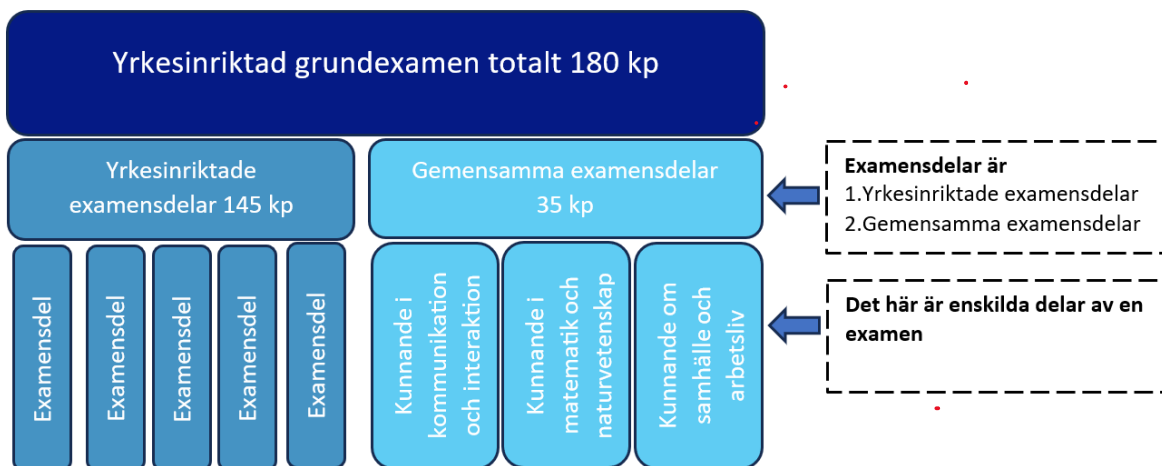 Yrkesinriktad grundexamen totalt 180 kp
Yrkesinriktade
examensdelar 145 kp
Gemensamma examensdelar
35 kp
Examensdelar är
1.Yrkesinriktade examensdelar
2.Gemensamma examensdelar
Examensdel
Examensdel
Examensdel
Examensdel
Examensdel
Kunnande i
kommunikation
och interaktion
Kunnande i
matematik och
naturvetenskap
Kunnande om
samhälle och
arbetsliv
Det här är enskilda delar av en
examen